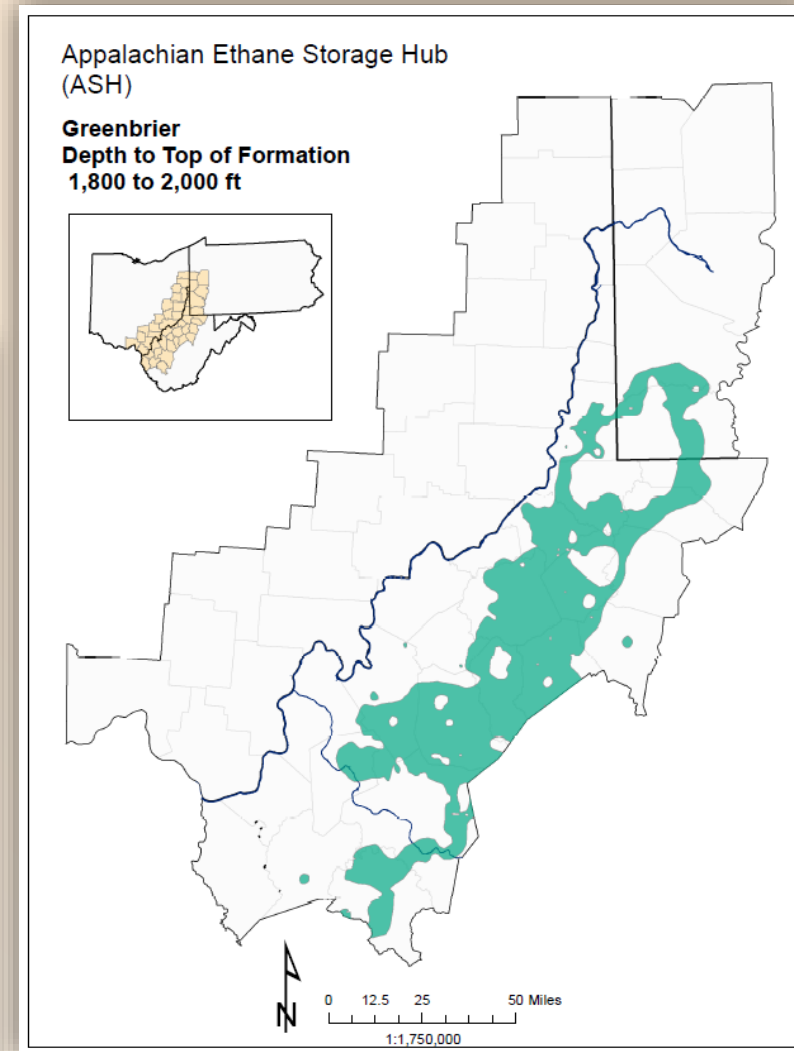 Appalachian Ethane Storage Hub
(ASH)
Greenbrier
Depth to Top of Formation
1,800 to 2,000 ft
N
0 12.5 25 50 Miles
1:1,750,000